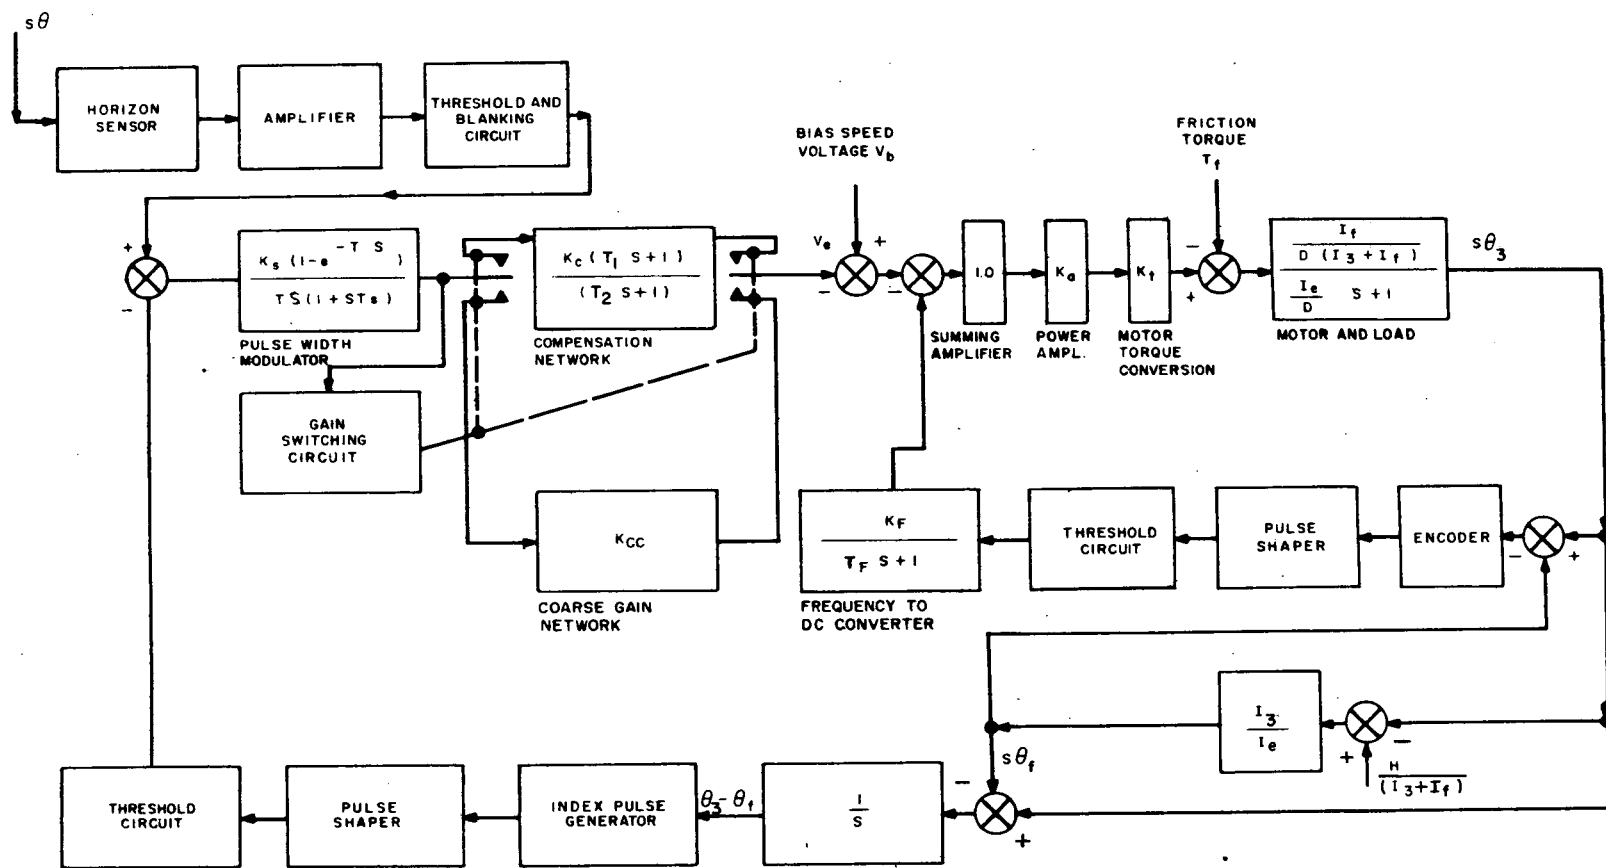 sθ
HORIZON
SENSOR
AMPLIFIER
THRESHOLD AND
BLANKING
CIRCUIT
BIAS SPEED
VOLTAGE V_b
FRICTION
TORQUE
T_f
+
-
K_s (1-e^{-T S})
TS(1+STs)
PULSE WIDTH
MODULATOR
K_C (T_1 S+1)
(T_2 S+1)
COMPENSATION
NETWORK
V_e
+
-
-
1.0
SUMMING
AMPLIFIER
K_a
POWER
AMPL.
K_t
MOTOR
TORQUE
CONVERSION
-
+
I_f
D (I_3+I_f)
I_e
D
S+1
MOTOR AND LOAD
sθ_3
GAIN
SWITCHING
CIRCUIT
K_CC
COARSE GAIN
NETWORK
K_F
T_F S+1
FREQUENCY TO
DC CONVERTER
THRESHOLD
CIRCUIT
PULSE
SHAPER
ENCODER
-
+
I_3
I_e
+
-
H
(I_3+I_f)
sθ_f
-
+
1
S
θ_3-θ_f
INDEX PULSE
GENERATOR
PULSE
SHAPER
THRESHOLD
CIRCUIT